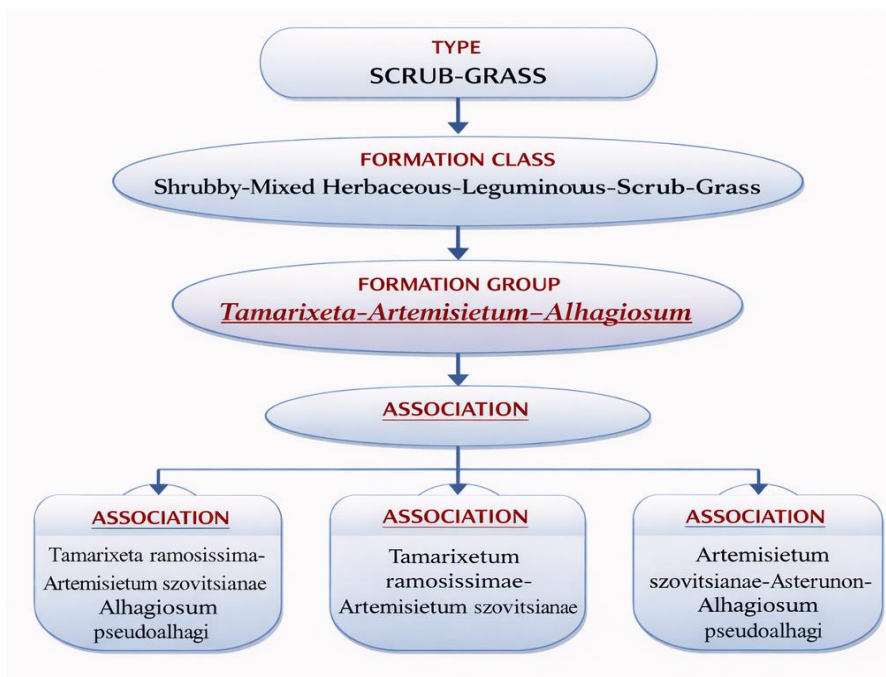 TYPE
SCRUB-GRASS
FORMATION CLASS
Shrubby-Mixed Herbaceous-Leguminouus-Scrub-Grass
FORMATION GROUP
Tamarixeta-Artemisietum-Alhagiosum
ASSOCIATION
ASSOCIATION
Tamarixeta ramosissima-
Artemisietum szovitsianae
Alhagiosum
pseudoalhagi
ASSOCIATION
Tamarixetum
ramosissimae-
Artemisietum szovitsianae
ASSOCIATION
Artemisietum
szovitsianae-Asterunon-
Alhagiosum
pseudoalhagi